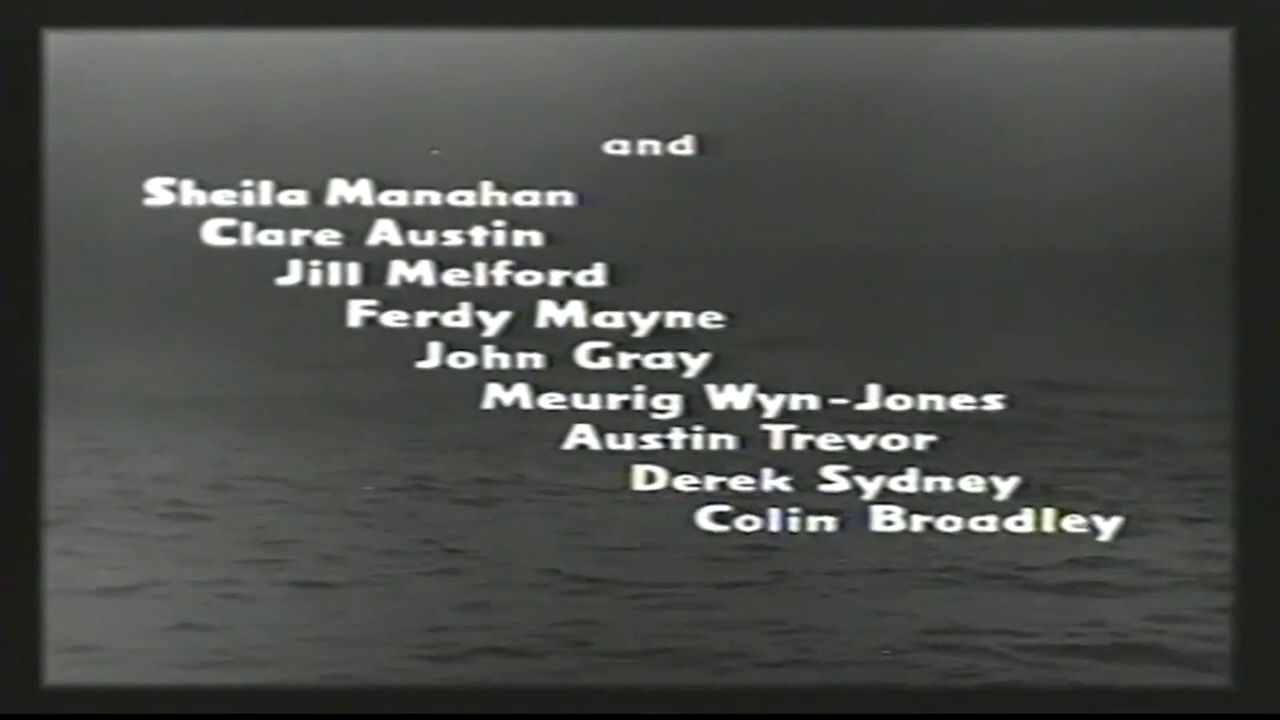 and
Sheila Manahan
Clare Austin
Jill Melford
Ferdy Mayne
John Gray
Meurig Wyn-Jones
Austin Trevor
Derek Sydney
Colin Broadley